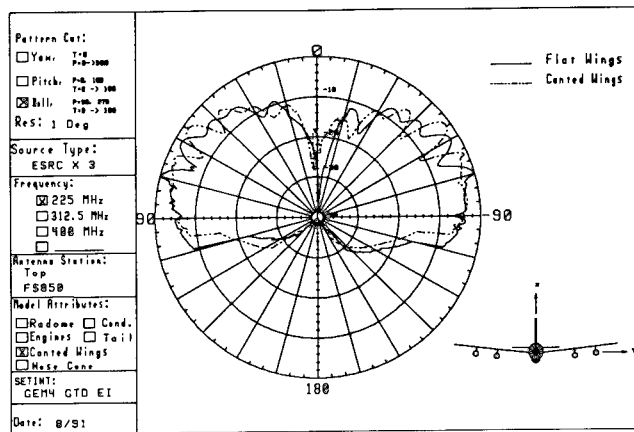 Pattern Cut:
Yaw,
Pitch,
Roll,
Res: 1 Deg
Source Type:
ESRC X 3
Frequency:
225 MHz
312.5 MHz
400 MHz
Antenna Station:
Top
FS850
Model Attributes:
Radome Cond.
Engines Tail
Canted Wings
Nose Cone
SETINT:
GEM4 GTD EI
Date: 8/91
0
Flat Wings
Canted Wings
-10
90
-90
180